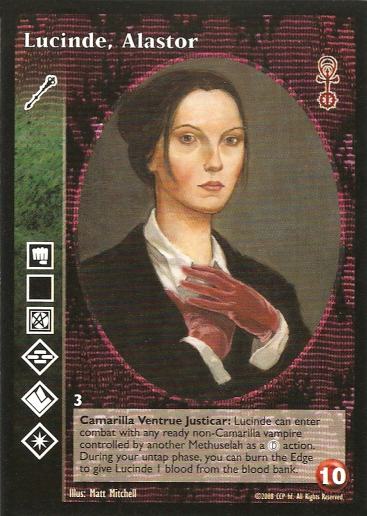 Lucinde, Alastor
3
Camarilla Ventrue Justicar: Lucinde can enter
combat with any ready non-Camarilla vampire
controlled by another Methuselah as a Ⓓ action.
During your untap phase, you can burn the Edge
to give Lucinde 1 blood from the blood bank.
10
Illus: Matt Mitchell
©2008 CCP hf. All Rights Reserved.